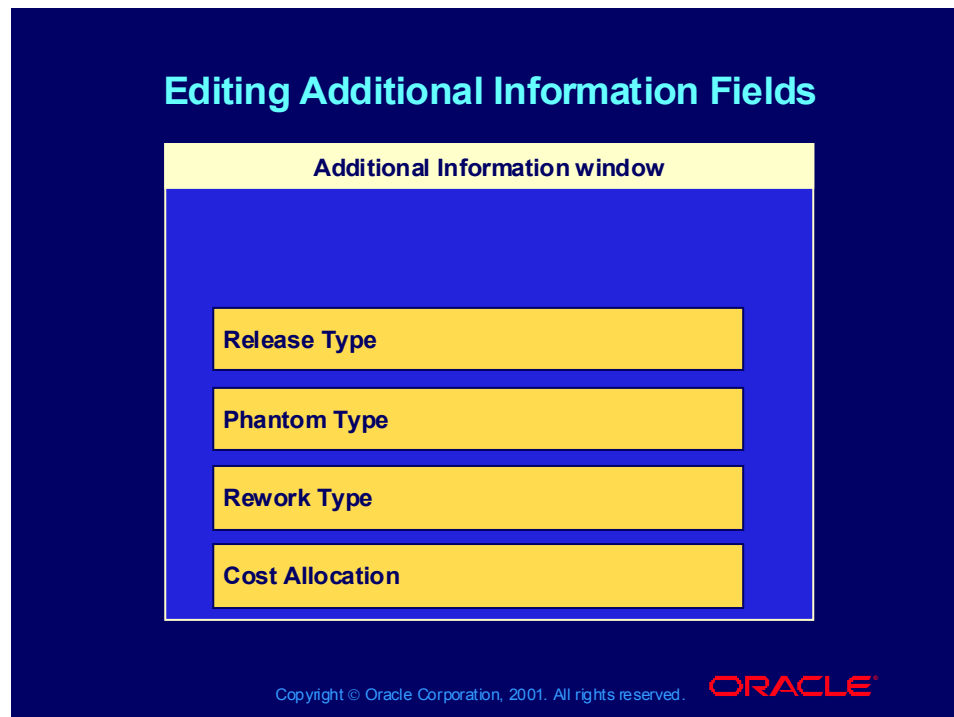 Editing Additional Information Fields
Additional Information window
Release Type
Phantom Type
Rework Type
Cost Allocation
Copyright © Oracle Corporation, 2001. All rights reserved.
ORACLE®